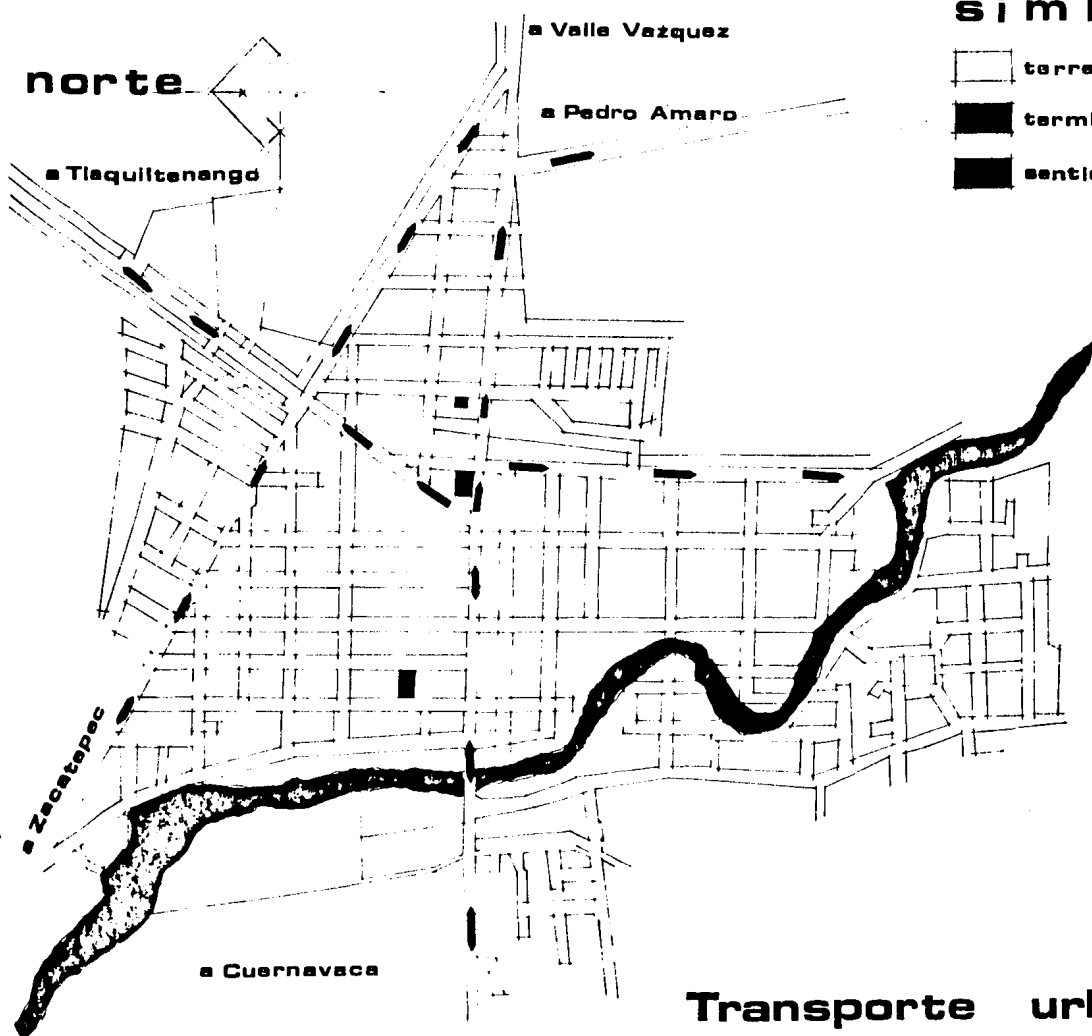 a Valle Vazquez
norte
a Pedro Amaro
a Tlaquiltenango
a Zacatepec
a Cuernavaca
Transporte